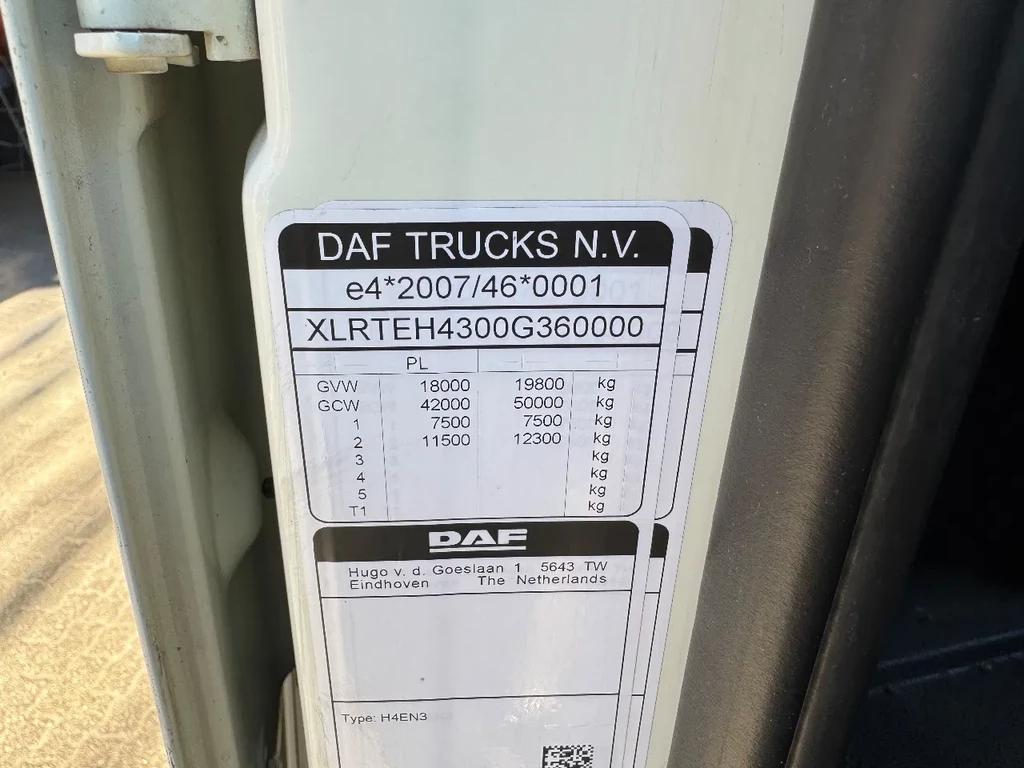 DAF TRUCKS N.V.
e4*2007/46*0001
XLRTEH4300G360000
PL
GVW 18000 19800 kg
GCW 42000 50000 kg
1 7500 7500 kg
2 11500 12300 kg
3 kg
4 kg
5 kg
T1 kg
DAF
Hugo v. d. Goeslaan 1 5643 TW
Eindhoven The Netherlands
Type: H4EN3